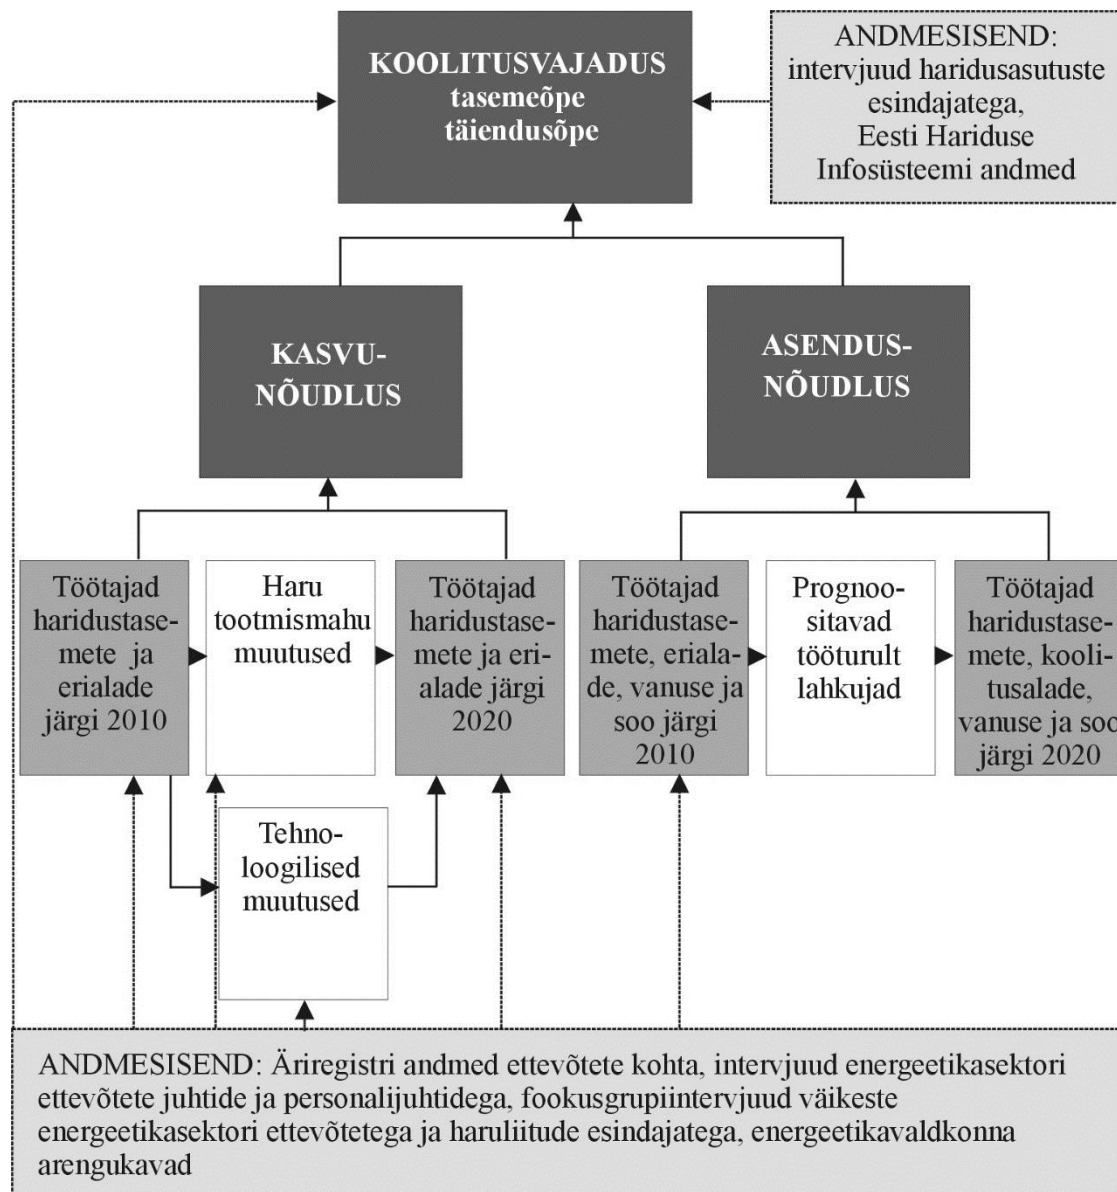 KOOLITUSVAJADUS
tasemeõpe
täiendusõpe
ANDMESISEND:
intervjuud haridusasutuste
esindajatega,
Eesti Hariduse
Infosüsteemi andmed
KASVU-
NÕUDLUS
ASENDUS-
NÕUDLUS
Töötajad
haridustase-
mete ja
erialade
järgi 2010
Haru
tootmismahu
muutused
Töötajad
haridustase-
mete ja eri-
alade järgi
2020
Töötajad
haridustase-
mete, eriala-
de, vanuse ja
soo järgi
2010
Prognoo-
sitavad
tööturult
lahkujad
Töötajad
haridustase-
mete, kooli-
tusalade,
vanuse ja soo
järgi 2020
Tehno-
loogilised
muutused
ANDMESISEND: Äriregistri andmed ettevõtete kohta, intervjuud energeetikasektori
ettevõtete juhtide ja personalijuhtidega, fookusgrupiintervjuud väikeste
energeetikasektori ettevõtetega ja haruliitude esindajatega, energeetikavaldkonna
arengukavad